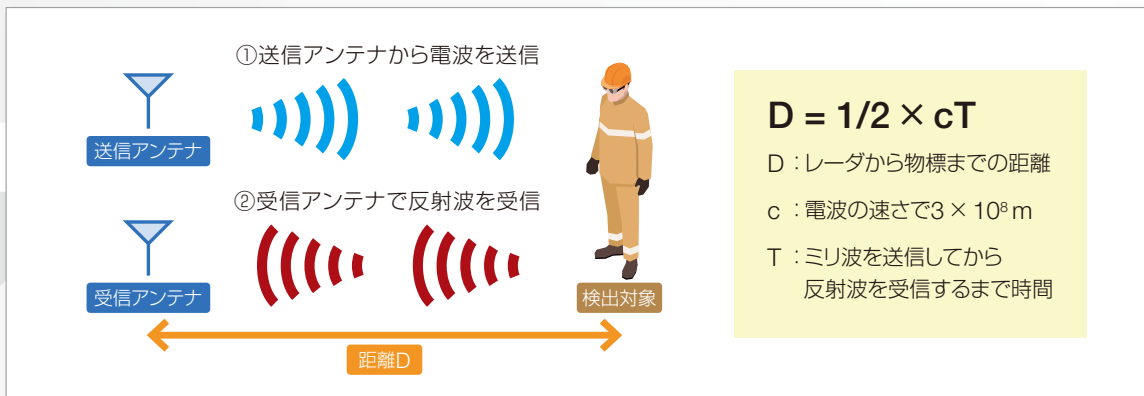 ①送信アンテナから電波を送信
送信アンテナ
②受信アンテナで反射波を受信
受信アンテナ
検出対象
距離D
D = 1/2 × cT
D：レーダから物標までの距離
c：電波の速さで3 × 10⁸ m
T：ミリ波を送信してから
反射波を受信するまで時間